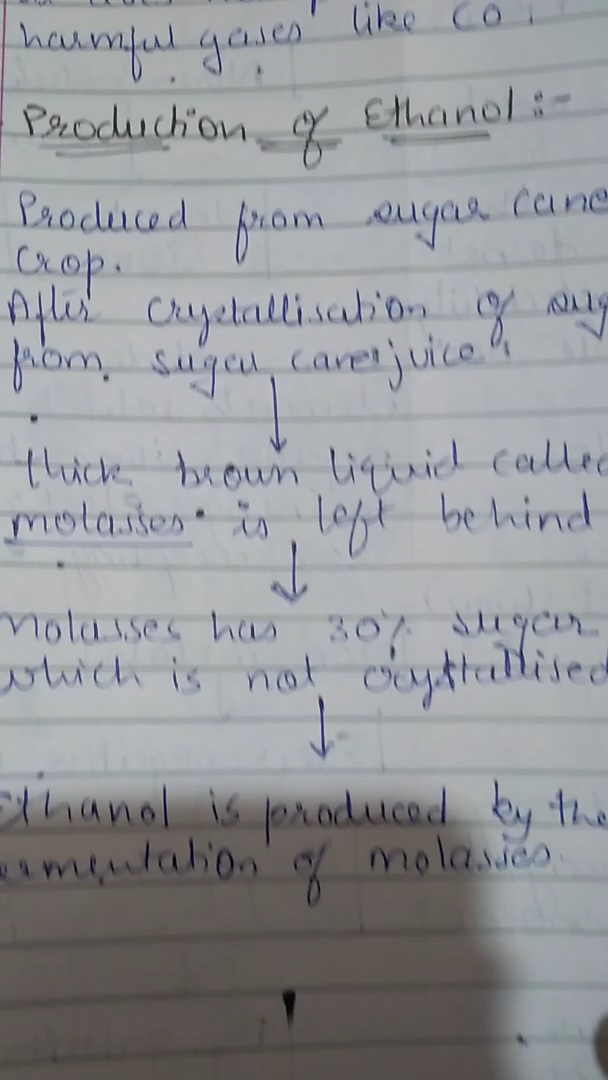 harmful gases like CO.
Production of Ethanol :-
Produced from sugar cane
Crop.
After crystallisation of sug
from sugar cane juice,
↓
thick brown liquid called
molasses is left behind
↓
Molasses has 30% sugar
which is not crystallised
↓
Ethanol is produced by the
ermentation of molasses.